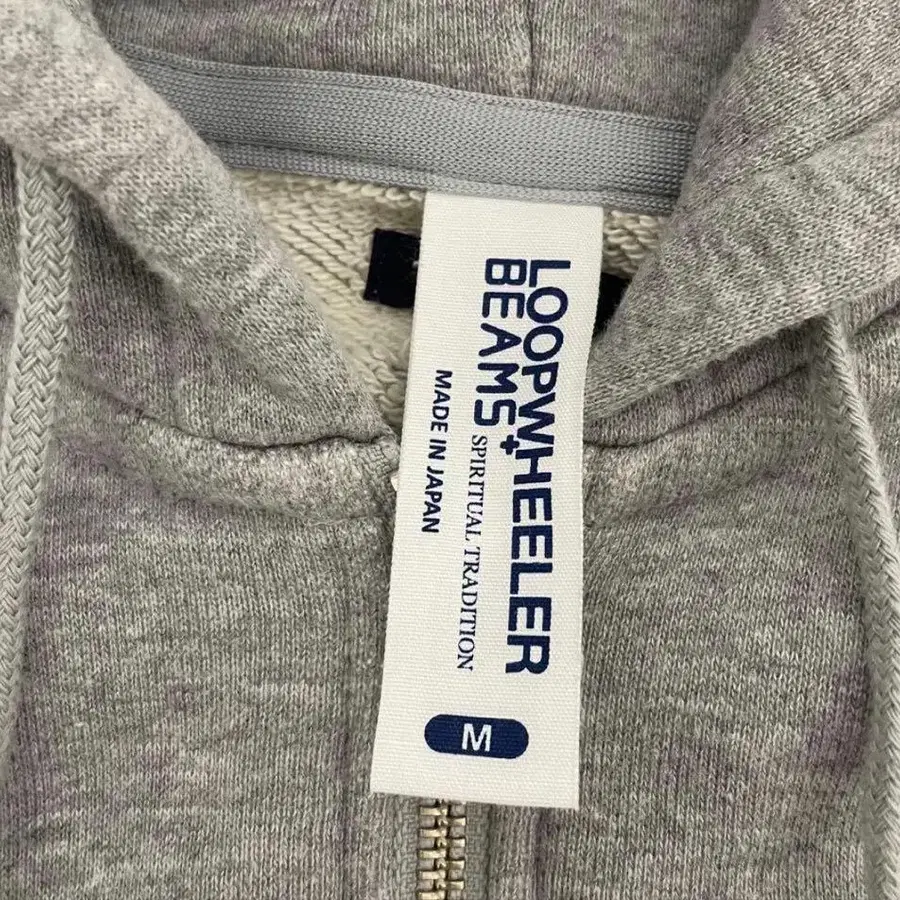 LOOPWHEELER
BEAMS+
SPIRITUAL TRADITION
MADE IN JAPAN
M